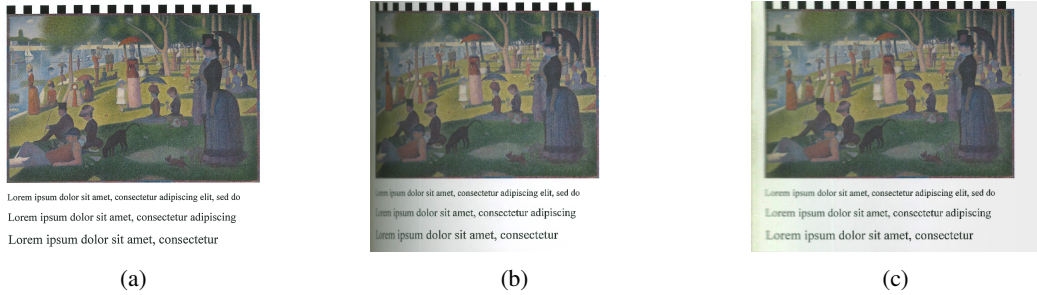 Lorem ipsum dolor sit amet, consectetur adipiscing elit, sed do
Lorem ipsum dolor sit amet, consectetur adipiscing
Lorem ipsum dolor sit amet, consectetur
(a)
Lorem ipsum dolor sit amet, consectetur adipiscing elit, sed do
Lorem ipsum dolor sit amet, consectetur adipiscing
Lorem ipsum dolor sit amet, consectetur
(b)
Lorem ipsum dolor sit amet, consectetur adipiscing elit, sed do
Lorem ipsum dolor sit amet, consectetur adipiscing
Lorem ipsum dolor sit amet, consectetur
(c)